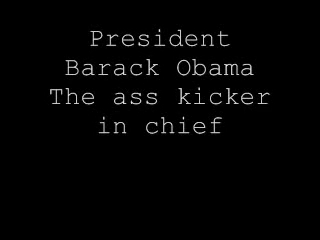 President
Barack Obama
The ass kicker
in chief